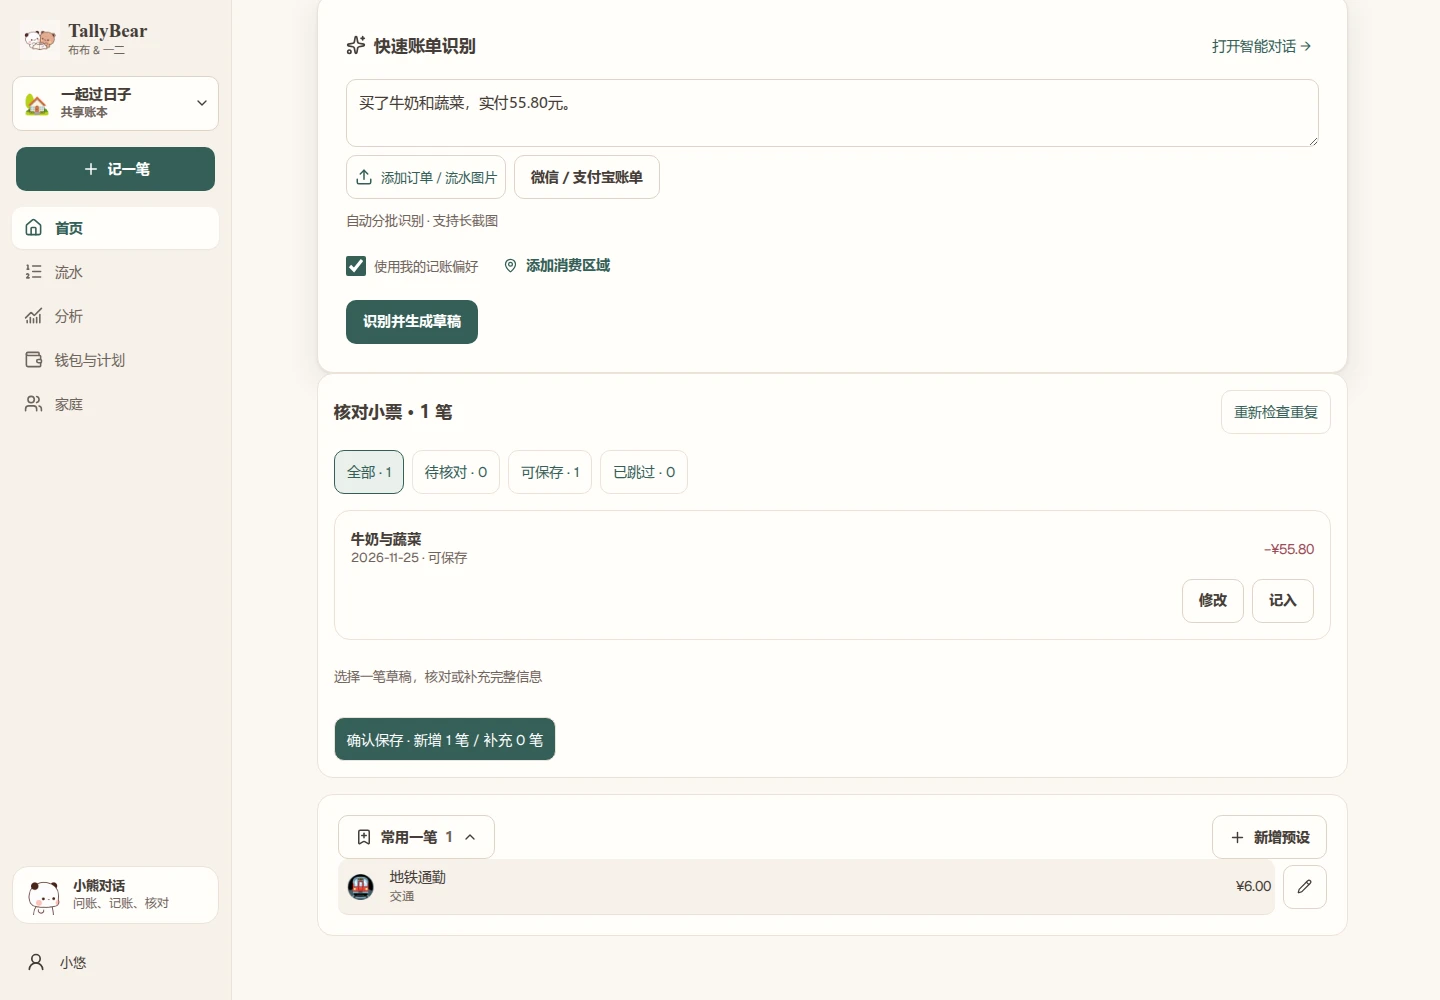 TallyBear
布布 & 一二
一起过日子
共享账本
记一笔
首页
流水
分析
钱包与计划
家庭
小熊对话
问账、记账、核对
小悠
快速账单识别
打开智能对话
买了牛奶和蔬菜，实付55.80元。
添加订单 / 流水图片
微信 / 支付宝账单
自动分批识别 · 支持长截图
使用我的记账偏好
添加消费区域
识别并生成草稿
核对小票 • 1 笔
重新检查重复
全部 · 1
待核对 · 0
可保存 · 1
已跳过 · 0
牛奶与蔬菜
2026-11-25 · 可保存
−¥55.80
修改
记入
选择一笔草稿，核对或补充完整信息
确认保存 · 新增 1 笔 / 补充 0 笔
常用一笔 1
新增预设
地铁通勤
交通
¥6.00